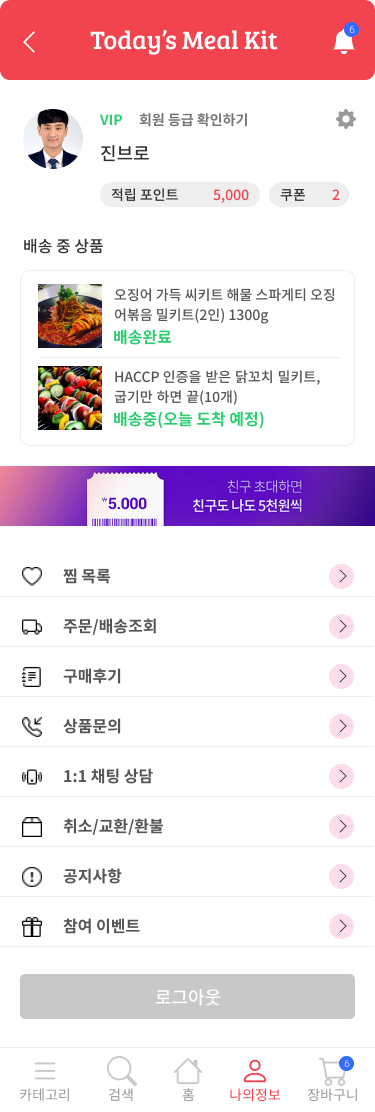 Today's Meal Kit
6
VIP 회원 등급 확인하기
진브로
적립 포인트 5,000 쿠폰 2
배송 중 상품
오징어 가득 씨키트 해물 스파게티 오징
어볶음 밀키트(2인) 1300g
배송완료
HACCP 인증을 받은 닭꼬치 밀키트,
굽기만 하면 끝(10개)
배송중(오늘 도착 예정)
₩5.000
친구 초대하면
친구도 나도 5천원씩
찜 목록
주문/배송조회
구매후기
상품문의
1:1 채팅 상담
취소/교환/환불
공지사항
참여 이벤트
로그아웃
6
카테고리 검색 홈 나의정보 장바구니